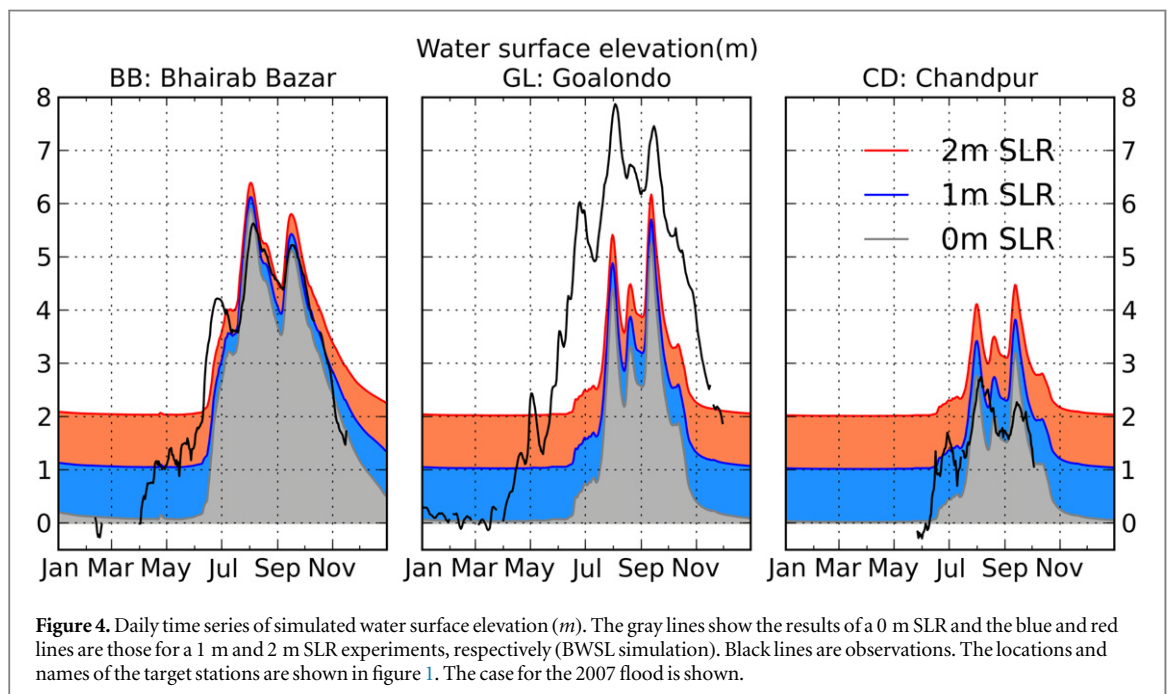 Water surface elevation(m)
BB: Bhairab Bazar
GL: Goalondo
CD: Chandpur
8
7
6
5
4
3
2
1
0
8
7
6
5
4
3
2
1
0
2m SLR
1m SLR
0m SLR
Jan Mar May Jul Sep Nov
Jan Mar May Jul Sep Nov
Jan Mar May Jul Sep Nov
Figure 4. Daily time series of simulated water surface elevation (m). The gray lines show the results of a 0 m SLR and the blue and red
lines are those for a 1 m and 2 m SLR experiments, respectively (BWSL simulation). Black lines are observations. The locations and
names of the target stations are shown in figure 1. The case for the 2007 flood is shown.